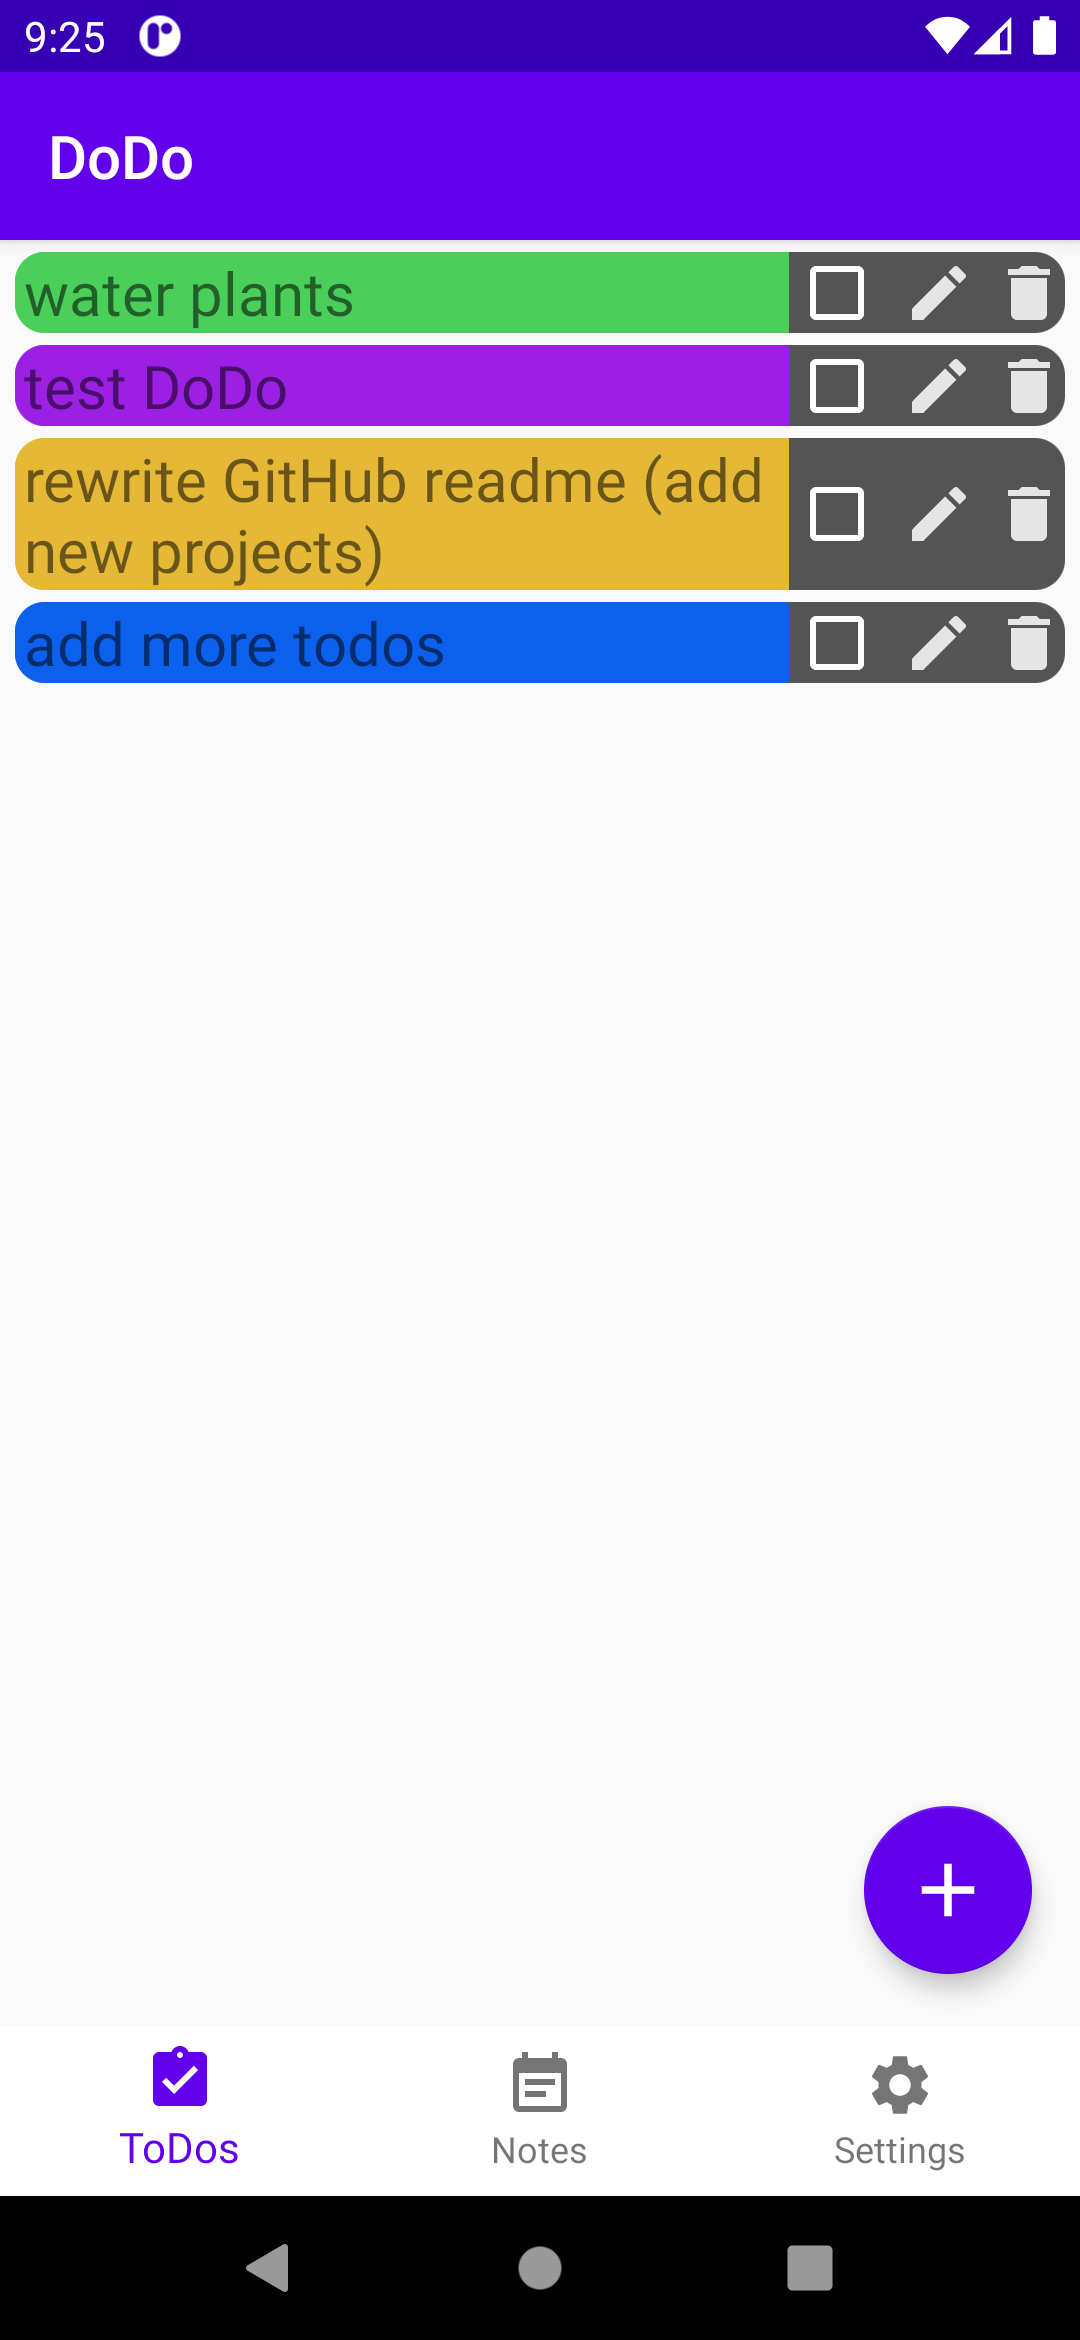 9:25
DoDo
water plants
test DoDo
rewrite GitHub readme (add
new projects)
add more todos
ToDos
Notes
Settings